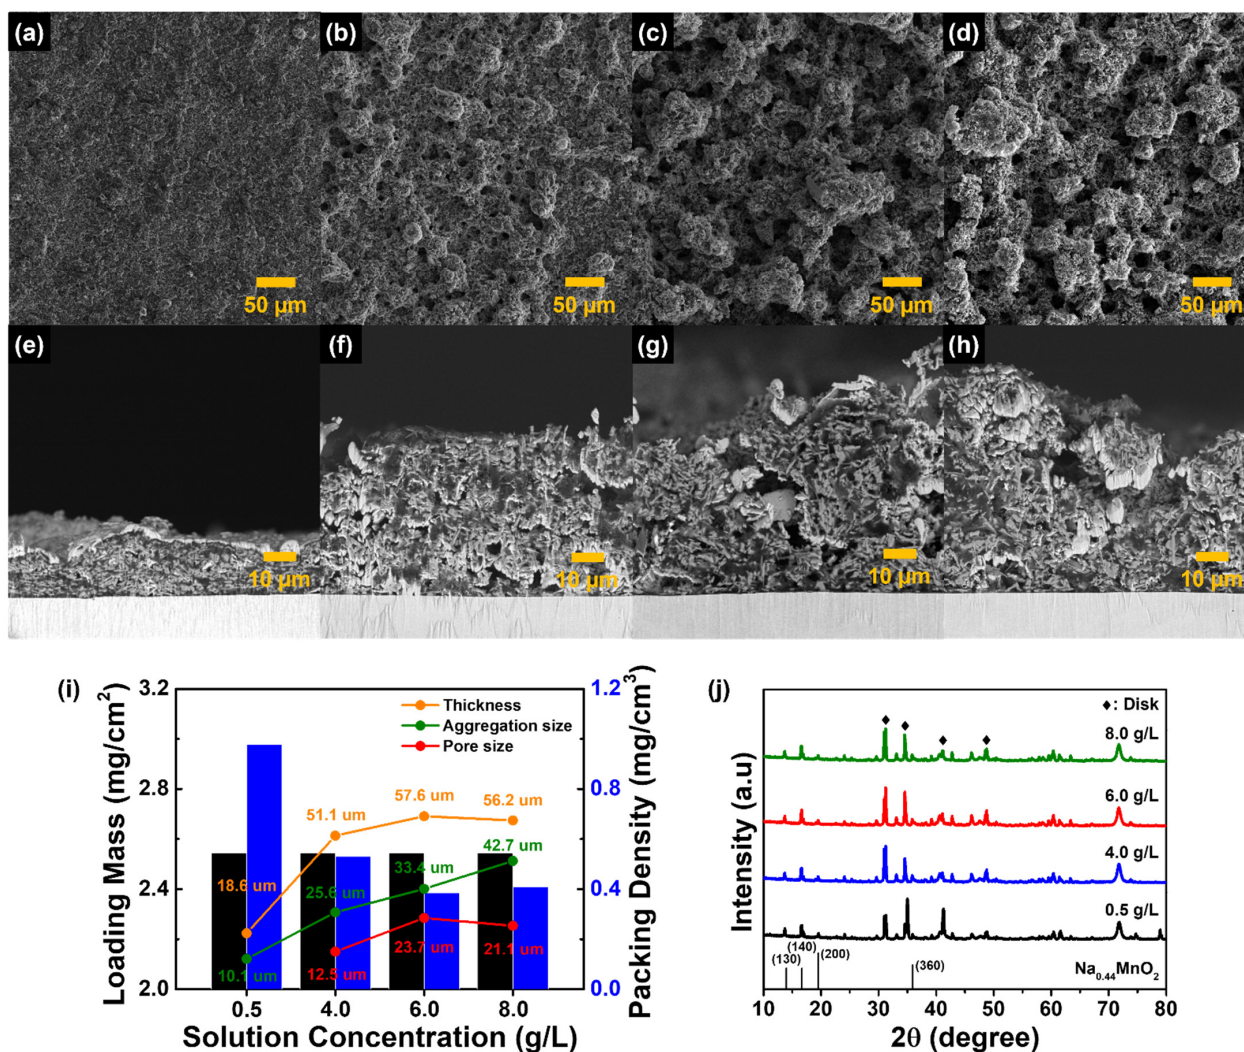 (a)
(b)
(c)
(d)
50 µm
50 µm
50 µm
50 µm
(e)
(f)
(g)
(h)
10 µm
10 µm
10 µm
10 µm
(i)
Loading Mass (mg/cm²)
3.2
2.8
2.4
2.0
Thickness
Aggregation size
Pore size
18.6 um
51.1 um
57.6 um
56.2 um
10.1 um
25.6 um
33.4 um
42.7 um
12.5 um
23.7 um
21.1 um
1.2
0.8
0.4
0.0
Packing Density (mg/cm³)
0.5 4.0 6.0 8.0
Solution Concentration (g/L)
(j)
Intensity (a.u)
♦: Disk
8.0 g/L
6.0 g/L
4.0 g/L
0.5 g/L
(130)
(140)
(200)
(360)
Na₀.₄₄MnO₂
10 20 30 40 50 60 70 80
2θ (degree)